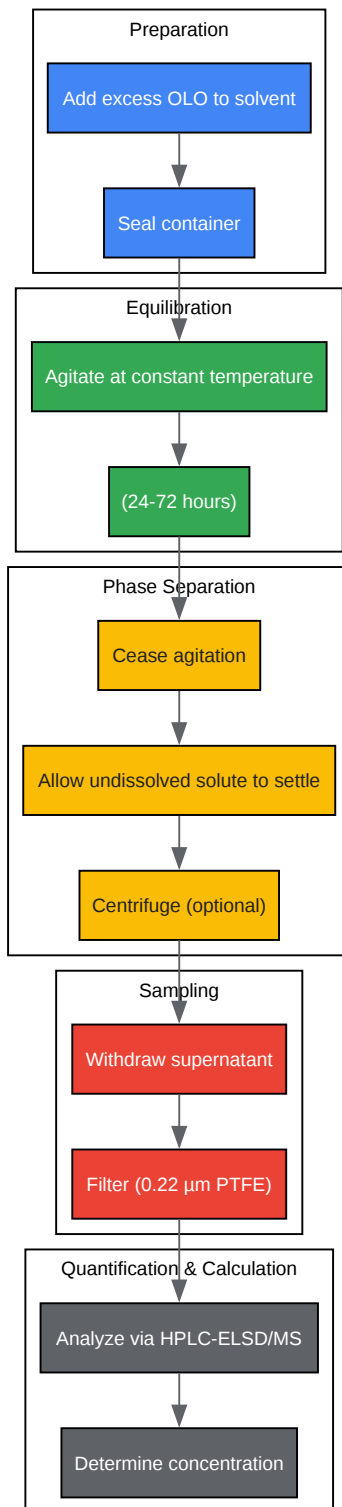 Preparation
Add excess OLO to solvent
Seal container
Equilibration
Agitate at constant temperature
(24-72 hours)
Phase Separation
Cease agitation
Allow undissolved solute to settle
Centrifuge (optional)
Sampling
Withdraw supernatant
Filter (0.22 µm PTFE)
Quantification & Calculation
Analyze via HPLC-ELSD/MS
Determine concentration